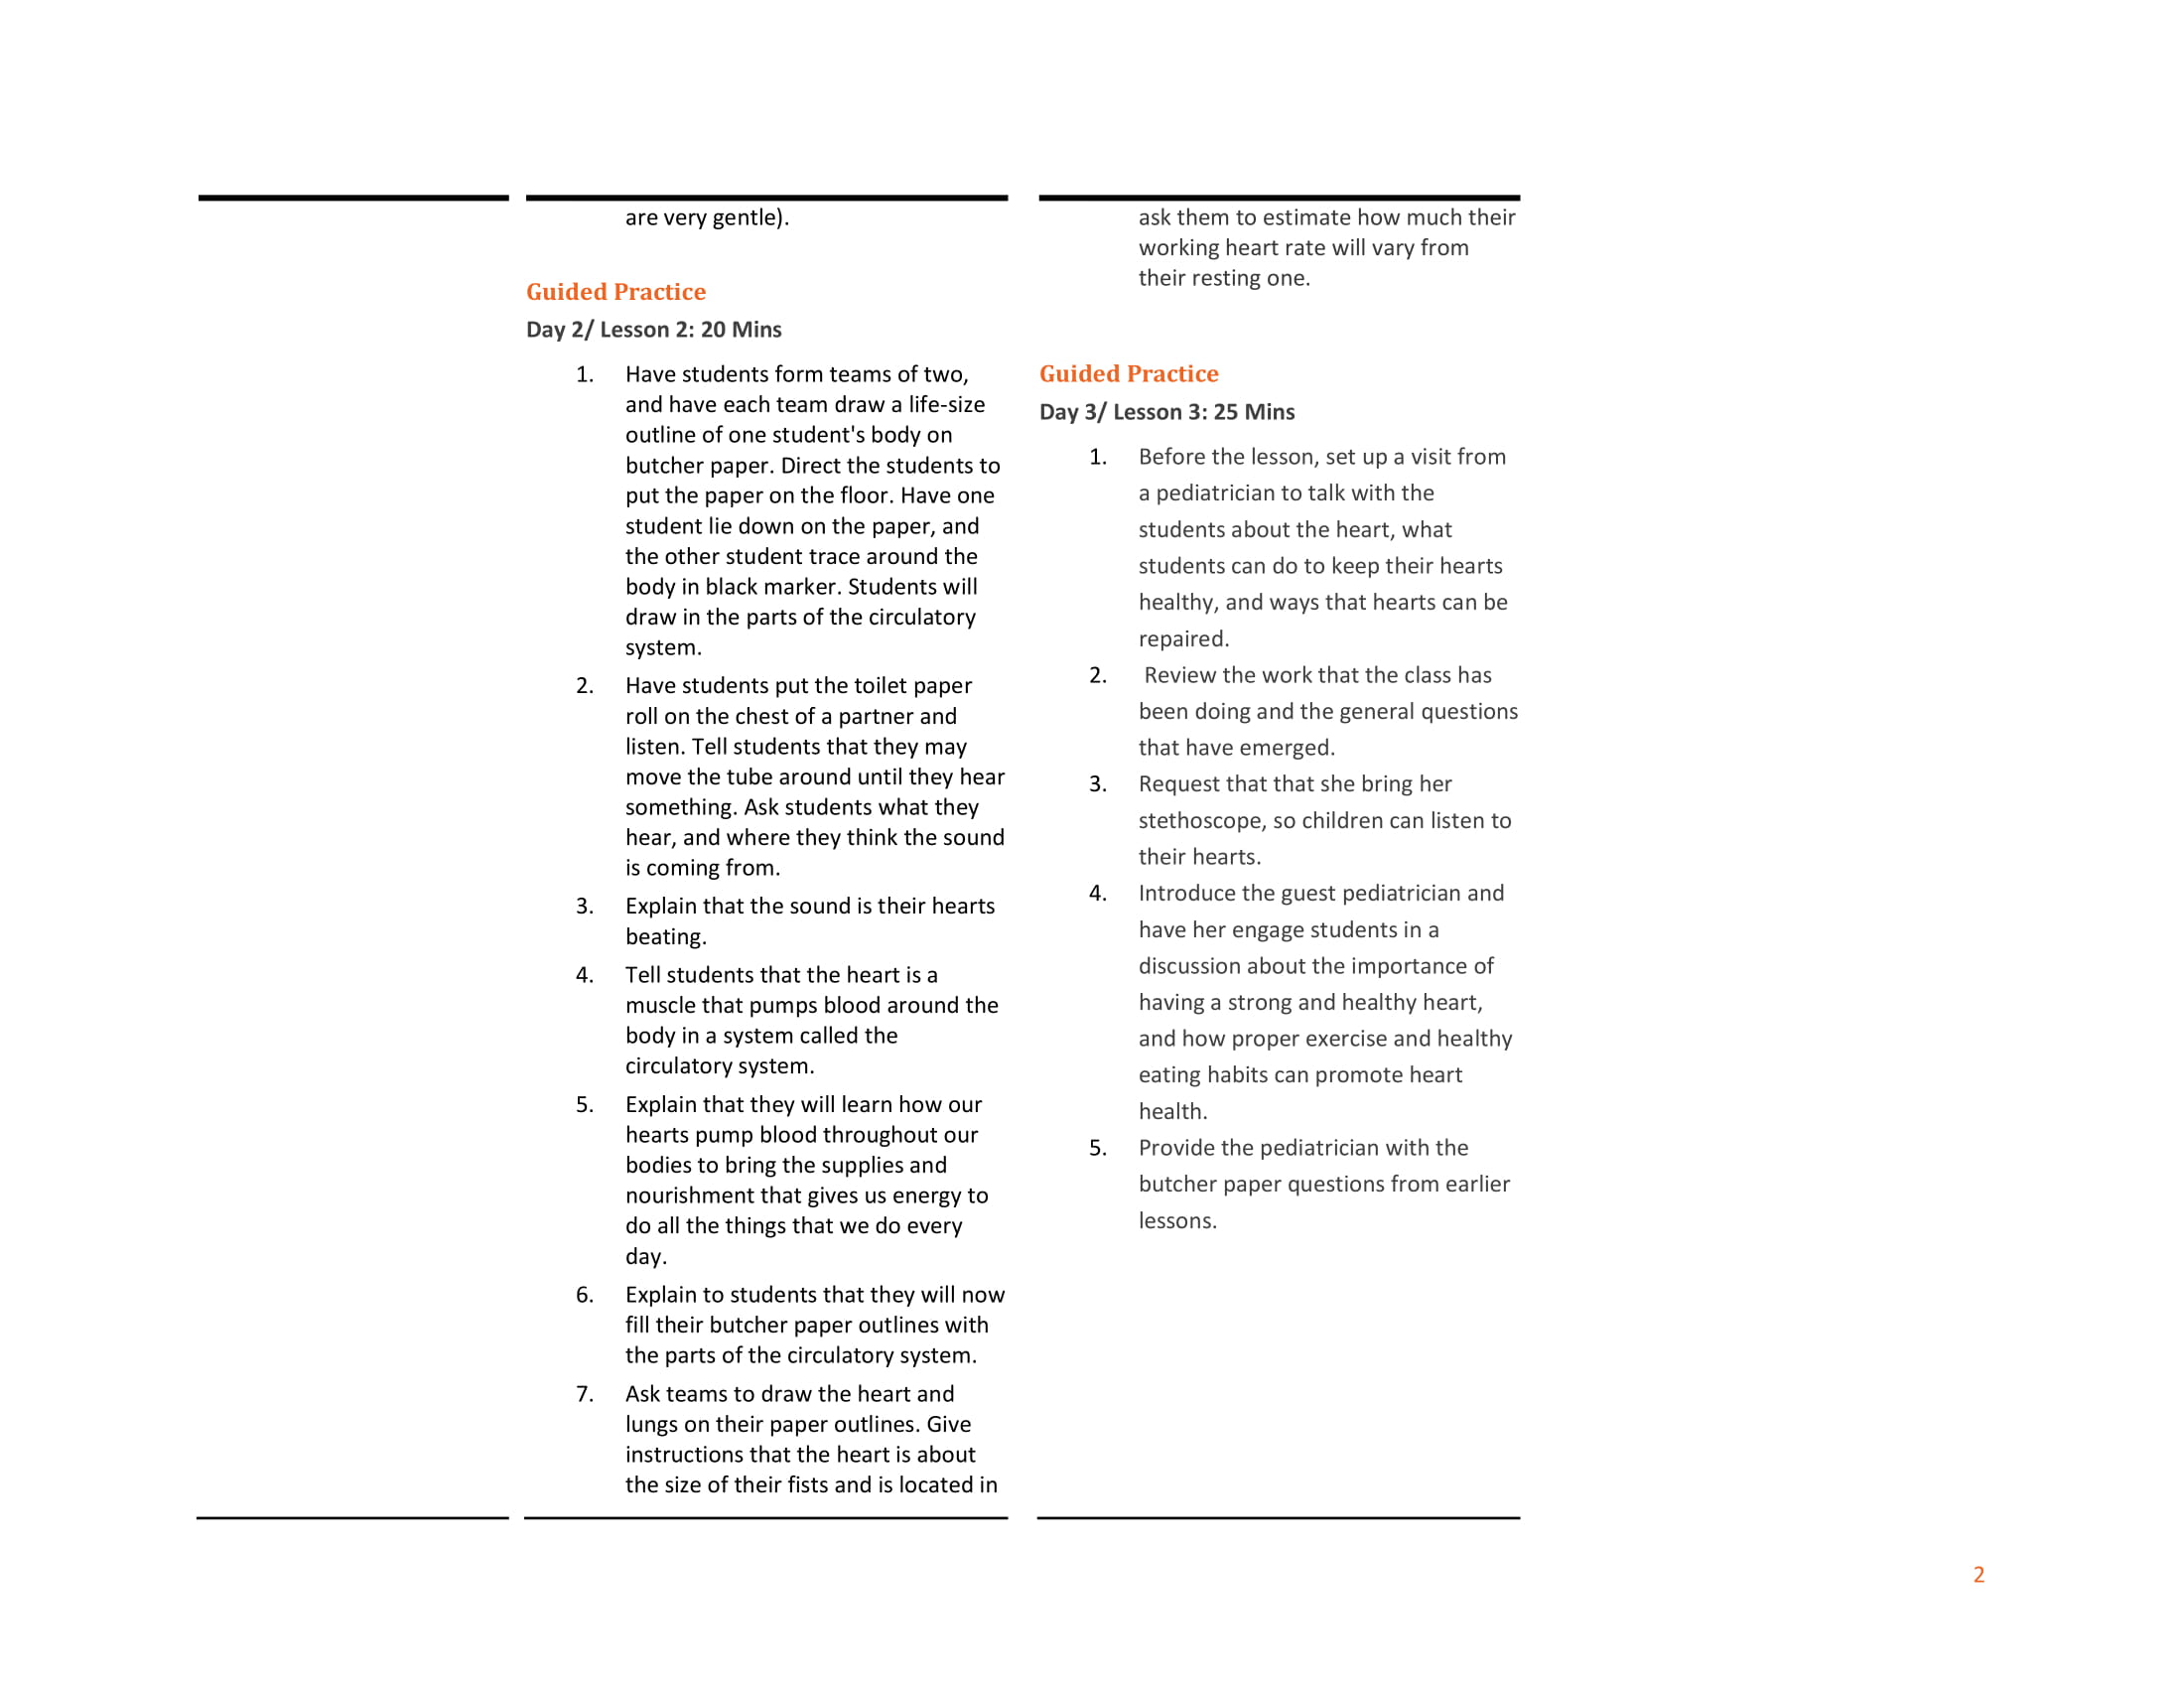 are very gentle).
Guided Practice
Day 2/ Lesson 2: 20 Mins
1. Have students form teams of two,
and have each team draw a life-size
outline of one student's body on
butcher paper. Direct the students to
put the paper on the floor. Have one
student lie down on the paper, and
the other student trace around the
body in black marker. Students will
draw in the parts of the circulatory
system.
2. Have students put the toilet paper
roll on the chest of a partner and
listen. Tell students that they may
move the tube around until they hear
something. Ask students what they
hear, and where they think the sound
is coming from.
3. Explain that the sound is their hearts
beating.
4. Tell students that the heart is a
muscle that pumps blood around the
body in a system called the
circulatory system.
5. Explain that they will learn how our
hearts pump blood throughout our
bodies to bring the supplies and
nourishment that gives us energy to
do all the things that we do every
day.
6. Explain to students that they will now
fill their butcher paper outlines with
the parts of the circulatory system.
7. Ask teams to draw the heart and
lungs on their paper outlines. Give
instructions that the heart is about
the size of their fists and is located in
ask them to estimate how much their
working heart rate will vary from
their resting one.
Guided Practice
Day 3/ Lesson 3: 25 Mins
1. Before the lesson, set up a visit from
a pediatrician to talk with the
students about the heart, what
students can do to keep their hearts
healthy, and ways that hearts can be
repaired.
2. Review the work that the class has
been doing and the general questions
that have emerged.
3. Request that that she bring her
stethoscope, so children can listen to
their hearts.
4. Introduce the guest pediatrician and
have her engage students in a
discussion about the importance of
having a strong and healthy heart,
and how proper exercise and healthy
eating habits can promote heart
health.
5. Provide the pediatrician with the
butcher paper questions from earlier
lessons.
2